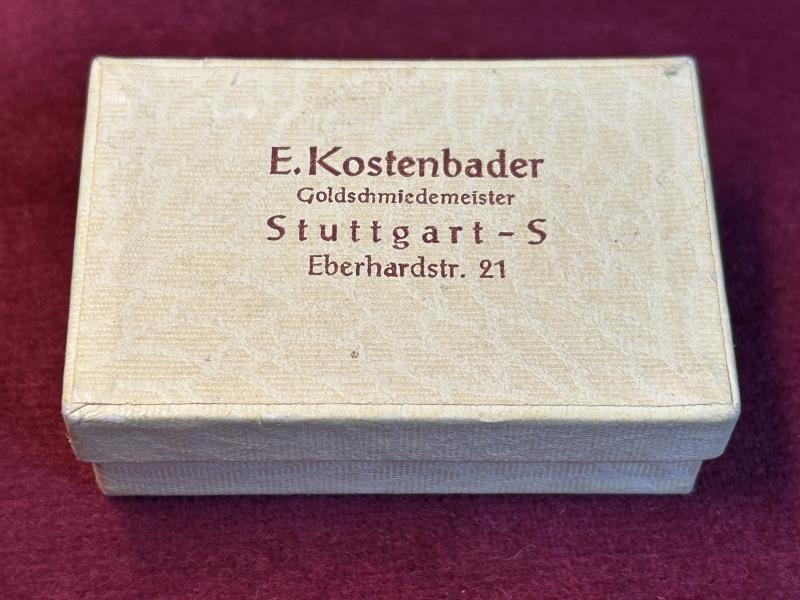 E. Kostenbader
Goldschmiedemeister
Stuttgart-S
Eberhardstr. 21